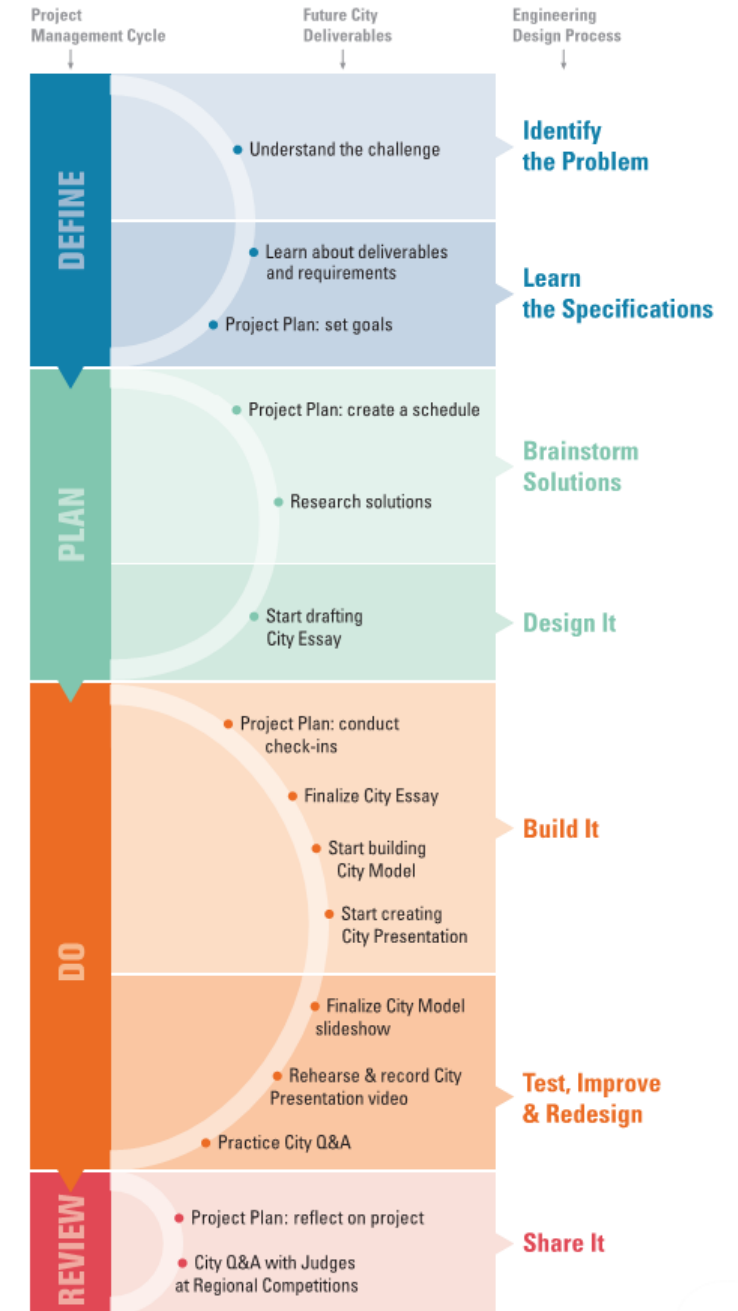 Project
Management Cycle
Future City
Deliverables
Engineering
Design Process
DEFINE
Understand the challenge
Identify
the Problem
Learn about deliverables
and requirements
Project Plan: set goals
Learn
the Specifications
PLAN
Project Plan: create a schedule
Research solutions
Brainstorm
Solutions
Start drafting
City Essay
Design It
DO
Project Plan: conduct
check-ins
Finalize City Essay
Start building
City Model
Start creating
City Presentation
Build It
Finalize City Model
slideshow
Rehearse & record City
Presentation video
Practice City Q&A
Test, Improve
& Redesign
REVIEW
Project Plan: reflect on project
City Q&A with Judges
at Regional Competitions
Share It